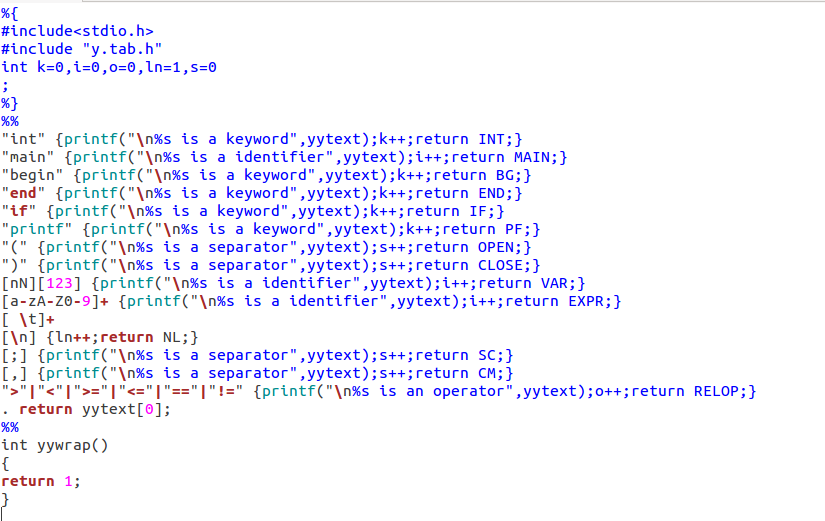 %{
#include<stdio.h>
#include "y.tab.h"
int k=0,i=0,o=0,ln=1,s=0
;
%}
%%
"int" {printf("\n%s is a keyword",yytext);k++;return INT;}
"main" {printf("\n%s is a identifier",yytext);i++;return MAIN;}
"begin" {printf("\n%s is a keyword",yytext);k++;return BG;}
"end" {printf("\n%s is a keyword",yytext);k++;return END;}
"if" {printf("\n%s is a keyword",yytext);k++;return IF;}
"printf" {printf("\n%s is a keyword",yytext);k++;return PF;}
"(" {printf("\n%s is a separator",yytext);s++;return OPEN;}
")" {printf("\n%s is a separator",yytext);s++;return CLOSE;}
[nN][123] {printf("\n%s is a identifier",yytext);i++;return VAR;}
[a-zA-Z0-9]+ {printf("\n%s is a identifier",yytext);i++;return EXPR;}
[ \t]+
[\n] {ln++;return NL;}
[;] {printf("\n%s is a separator",yytext);s++;return SC;}
[,] {printf("\n%s is a separator",yytext);s++;return CM;}
">"|"<"|">="|"<="|"=="|"!=" {printf("\n%s is an operator",yytext);o++;return RELOP;}
. return yytext[0];
%%
int yywrap()
{
return 1;
}